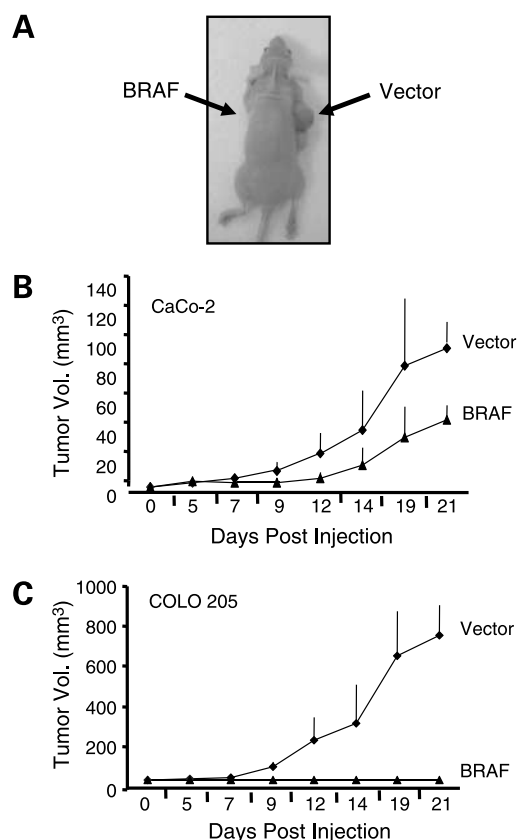 A
BRAF
Vector
B
CaCo-2
Tumor Vol. (mm³)
140
120
100
80
60
40
20
0
Vector
BRAF
0 5 7 9 12 14 19 21
Days Post Injection
C
COLO 205
Tumor Vol. (mm³)
1000
800
600
400
200
0
Vector
BRAF
0 5 7 9 12 14 19 21
Days Post Injection